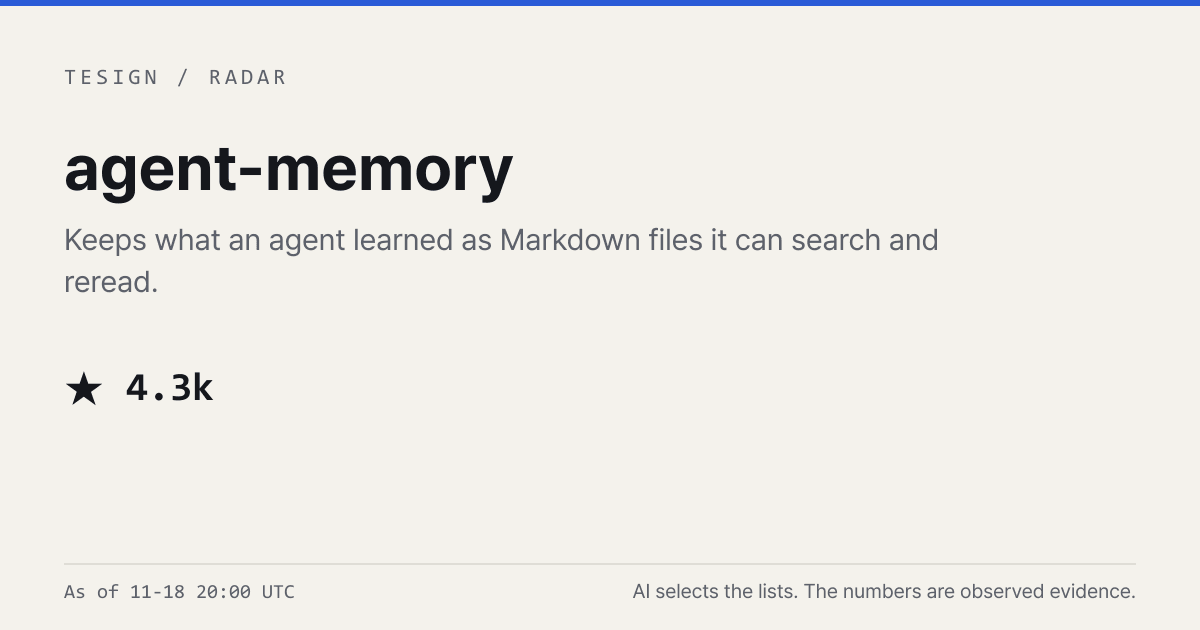 TESIGN / RADAR
agent-memory
Keeps what an agent learned as Markdown files it can search and
reread.
★ 4.3k
As of 11-18 20:00 UTC
AI selects the lists. The numbers are observed evidence.